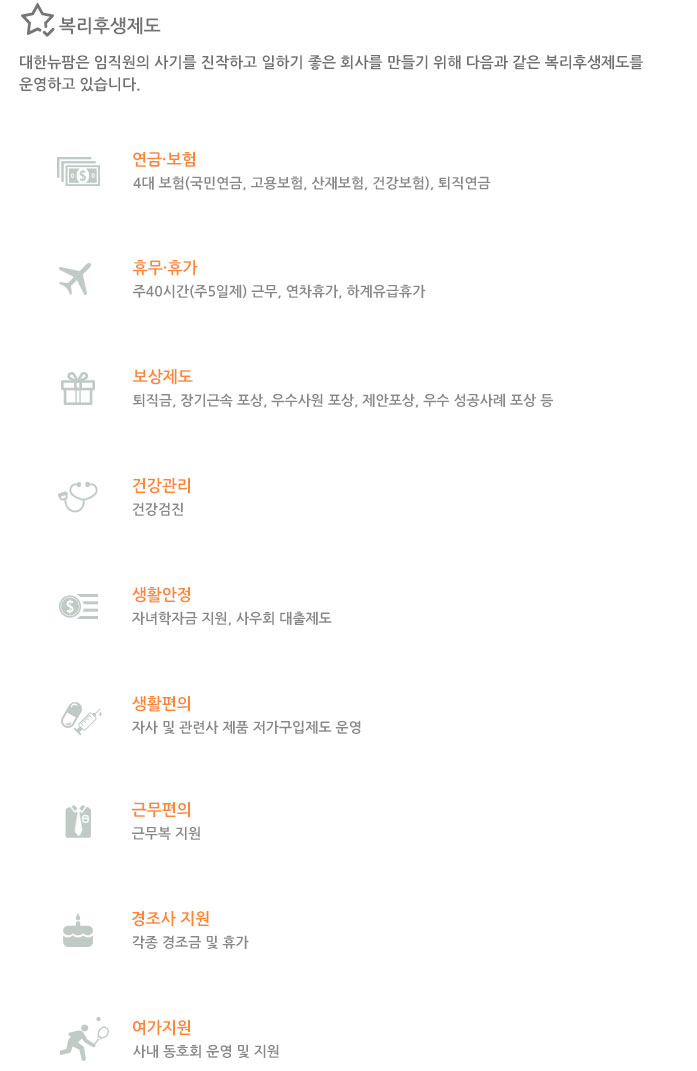 복리후생제도
대한뉴팜은 임직원의 사기를 진작하고 일하기 좋은 회사를 만들기 위해 다음과 같은 복리후생제도를
운영하고 있습니다.
연금·보험
4대 보험(국민연금, 고용보험, 산재보험, 건강보험), 퇴직연금
휴무·휴가
주40시간(주5일제) 근무, 연차휴가, 하계유급휴가
보상제도
퇴직금, 장기근속 포상, 우수사원 포상, 제안포상, 우수 성공사례 포상 등
건강관리
건강검진
생활안정
자녀학자금 지원, 사우회 대출제도
생활편의
자사 및 관련사 제품 저가구입제도 운영
근무편의
근무복 지원
경조사 지원
각종 경조금 및 휴가
여가지원
사내 동호회 운영 및 지원